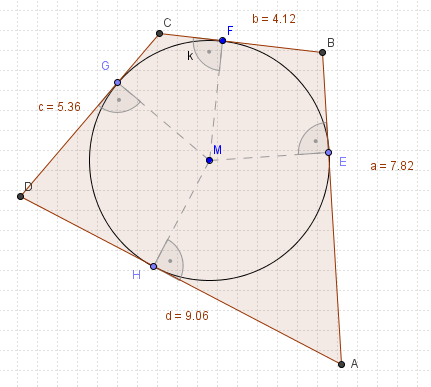 b = 4.12
C
F
B
k
G
c = 5.36
M
E
a = 7.82
D
H
d = 9.06
A